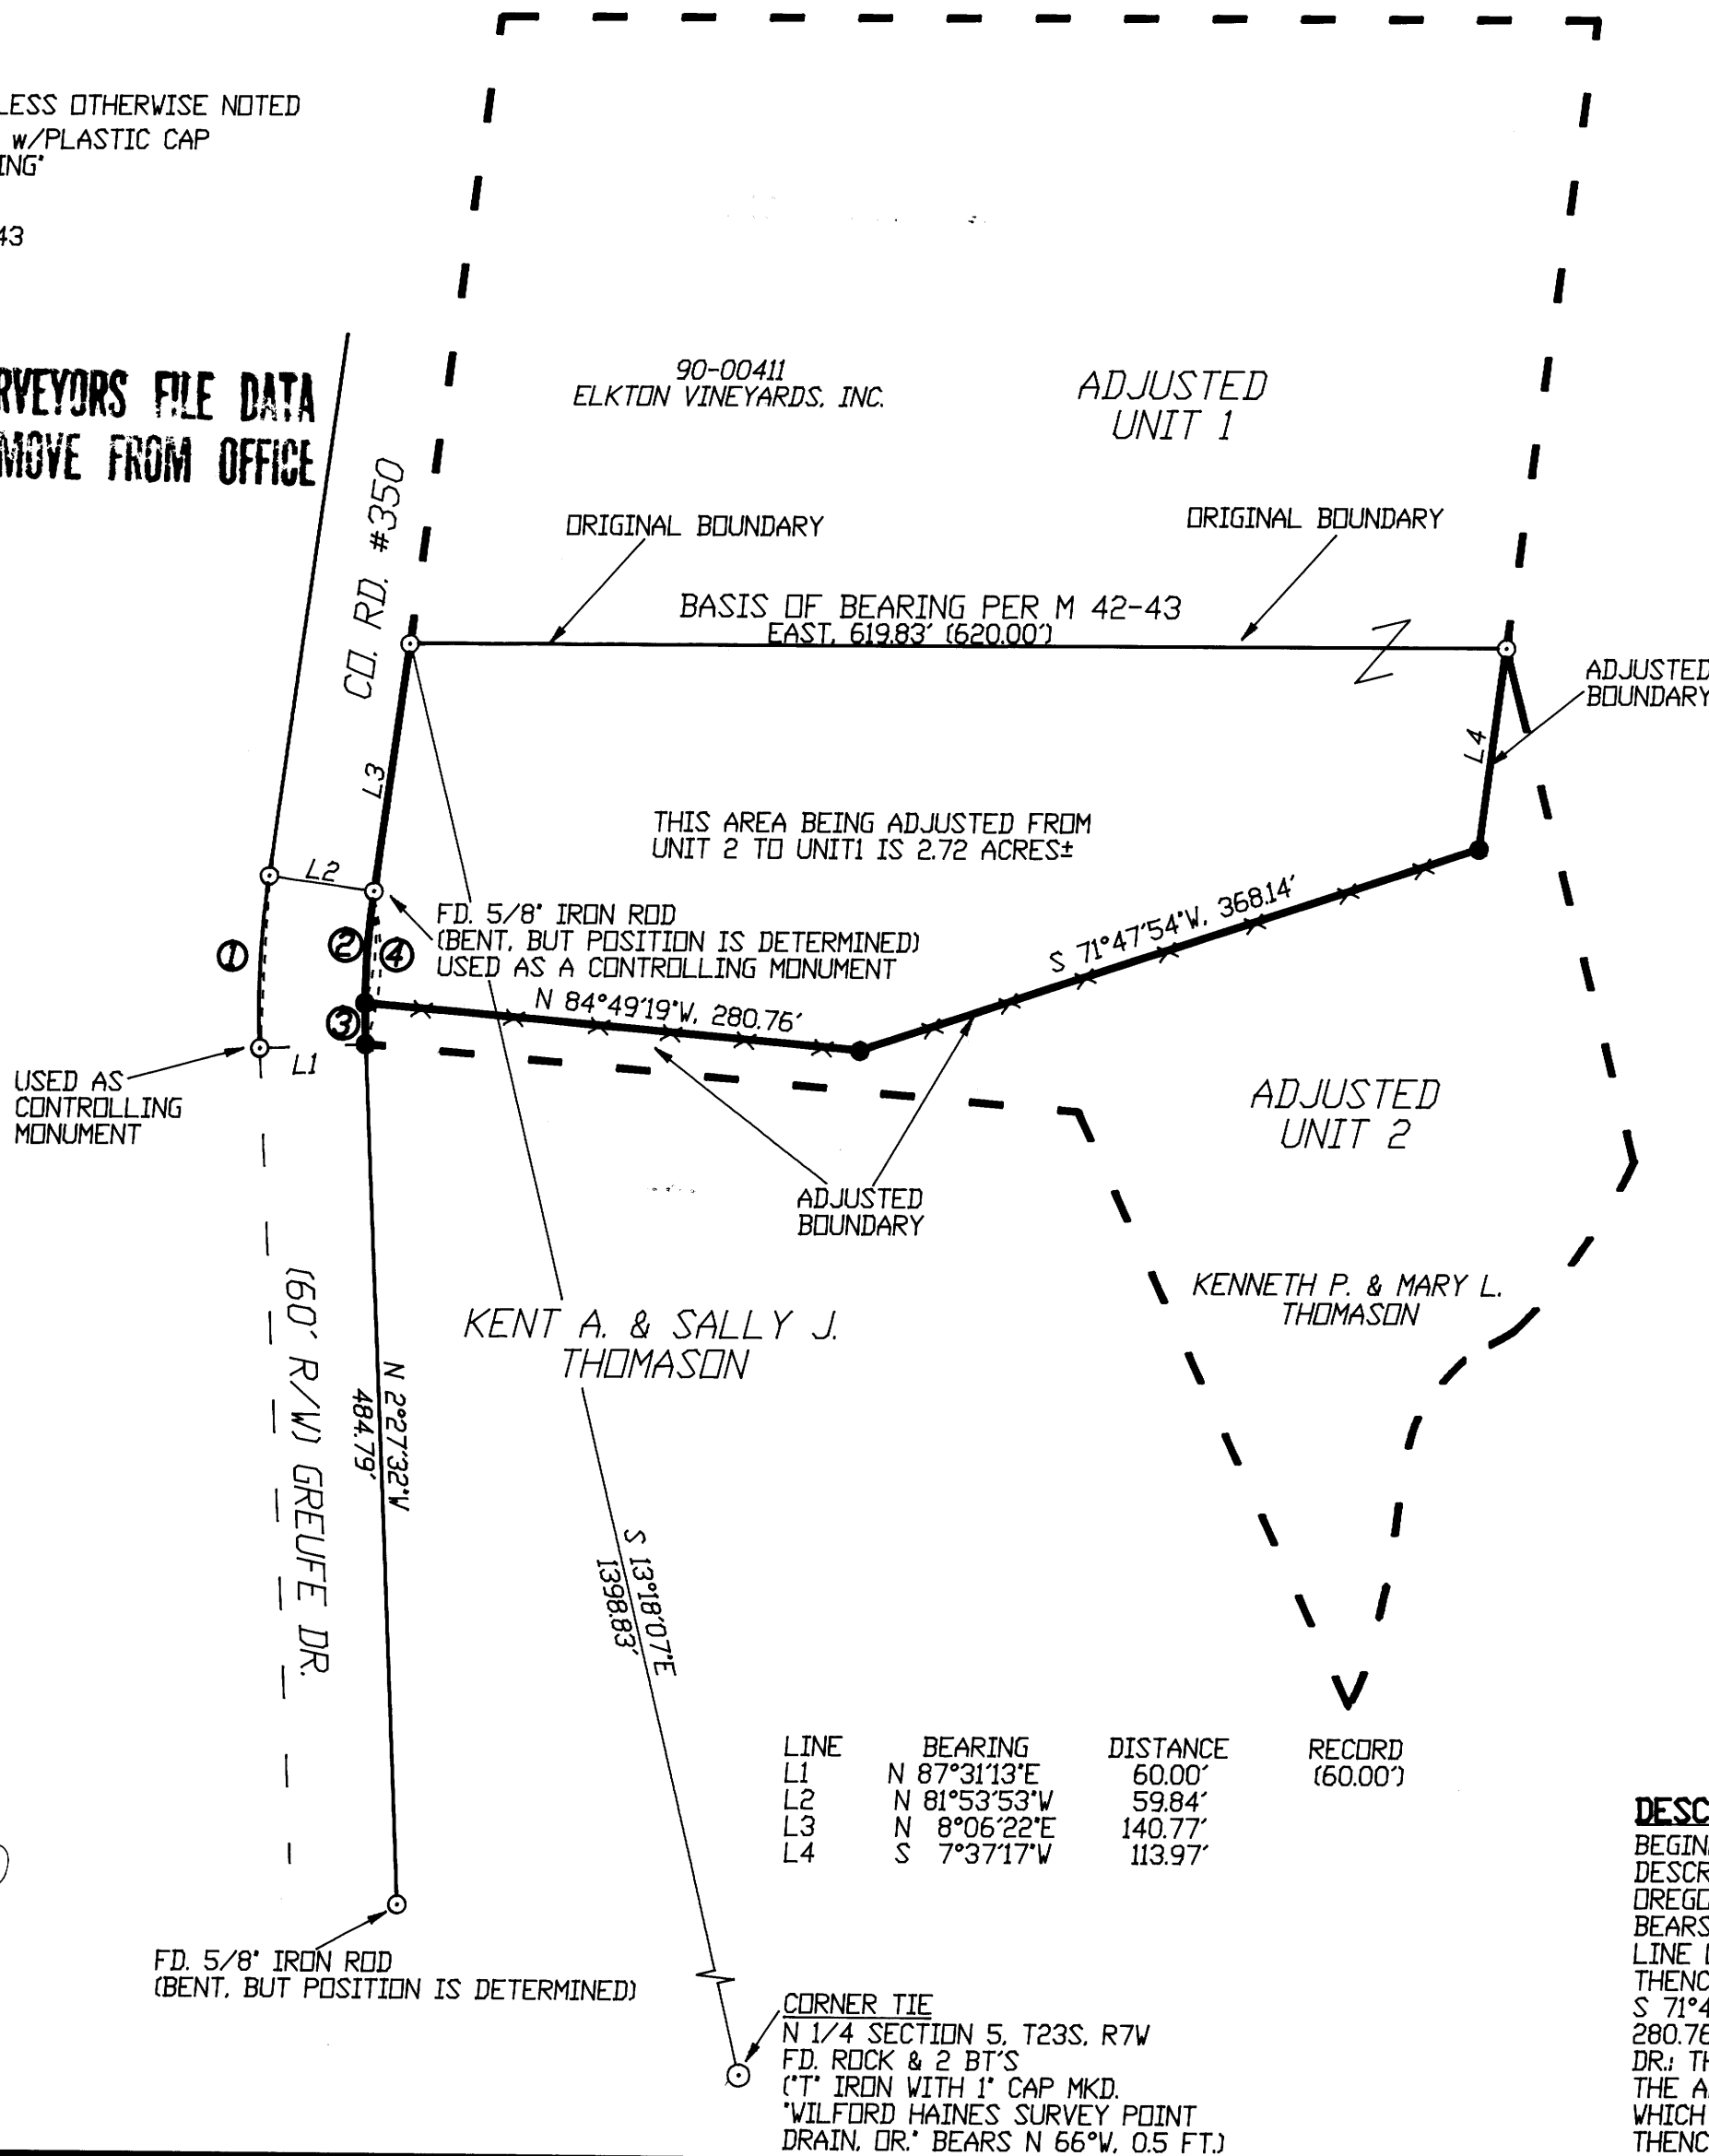 LESS OTHERWISE NOTED
w/PLASTIC CAP
ING"
43
RVEYORS FILE DATA
MOVE FROM OFFICE
90-00411
ELKTON VINEYARDS, INC.
ADJUSTED
UNIT 1
CO. RD. #350
ORIGINAL BOUNDARY
ORIGINAL BOUNDARY
BASIS OF BEARING PER M 42-43
EAST, 619.83' (620.00')
ADJUSTED
BOUNDARY
L4
L3
THIS AREA BEING ADJUSTED FROM
UNIT 2 TO UNIT1 IS 2.72 ACRES±
L2
FD. 5/8" IRON ROD
(BENT, BUT POSITION IS DETERMINED)
USED AS A CONTROLLING MONUMENT
S 71°47'54"W, 368.14'
1
2
4
3
N 84°49'19"W, 280.76'
L1
USED AS
CONTROLLING
MONUMENT
ADJUSTED
UNIT 2
ADJUSTED
BOUNDARY
KENNETH P. & MARY L.
THOMASON
KENT A. & SALLY J.
THOMASON
(60' R/W) GREUFE DR.
N 2°27'32"W
484.79'
S 13°18'07"E
1398.83'
LINE BEARING DISTANCE RECORD
L1 N 87°31'13"E 60.00' (60.00')
L2 N 81°53'53"W 59.84'
L3 N 8°06'22"E 140.77'
L4 S 7°37'17"W 113.97'
FD. 5/8" IRON ROD
(BENT, BUT POSITION IS DETERMINED)
CORNER TIE
N 1/4 SECTION 5, T23S, R7W
FD. ROCK & 2 BT'S
("T" IRON WITH 1" CAP MKD.
"WILFORD HAINES SURVEY POINT
DRAIN, OR." BEARS N 66°W, 0.5 FT.)
DESC
BEGIN
DESCR
OREGO
BEARS
LINE
THENC
S 71°4
280.76
DR.; TH
THE A
WHICH
THENC